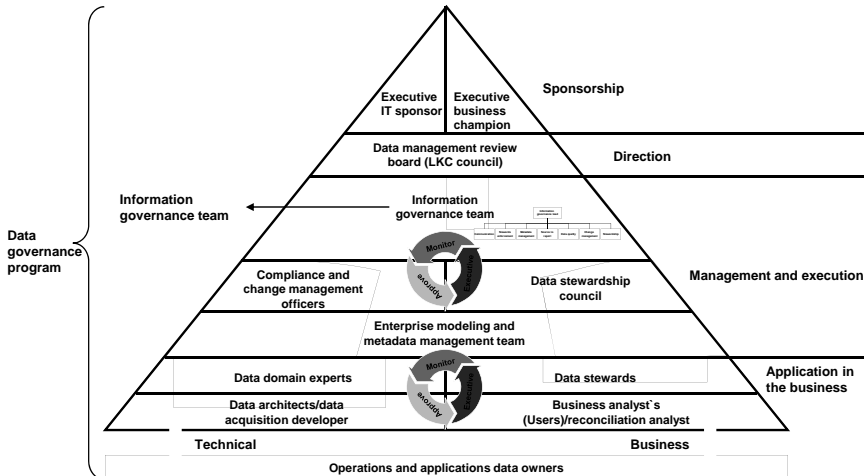 Executive
IT sponsor
Executive
business
champion
Sponsorship
Data management review
board (LKC council)
Direction
Information
governance team
Information
governance team
Data
governance
program
Monitor
Executive
Approve
Compliance and
change management
officers
Data stewardship
council
Management and execution
Enterprise modeling and
metadata management team
Monitor
Executive
Approve
Data domain experts
Data stewards
Application in
the business
Data architects/data
acquisition developer
Business analyst`s
(Users)/reconciliation analyst
Technical
Business
Operations and applications data owners